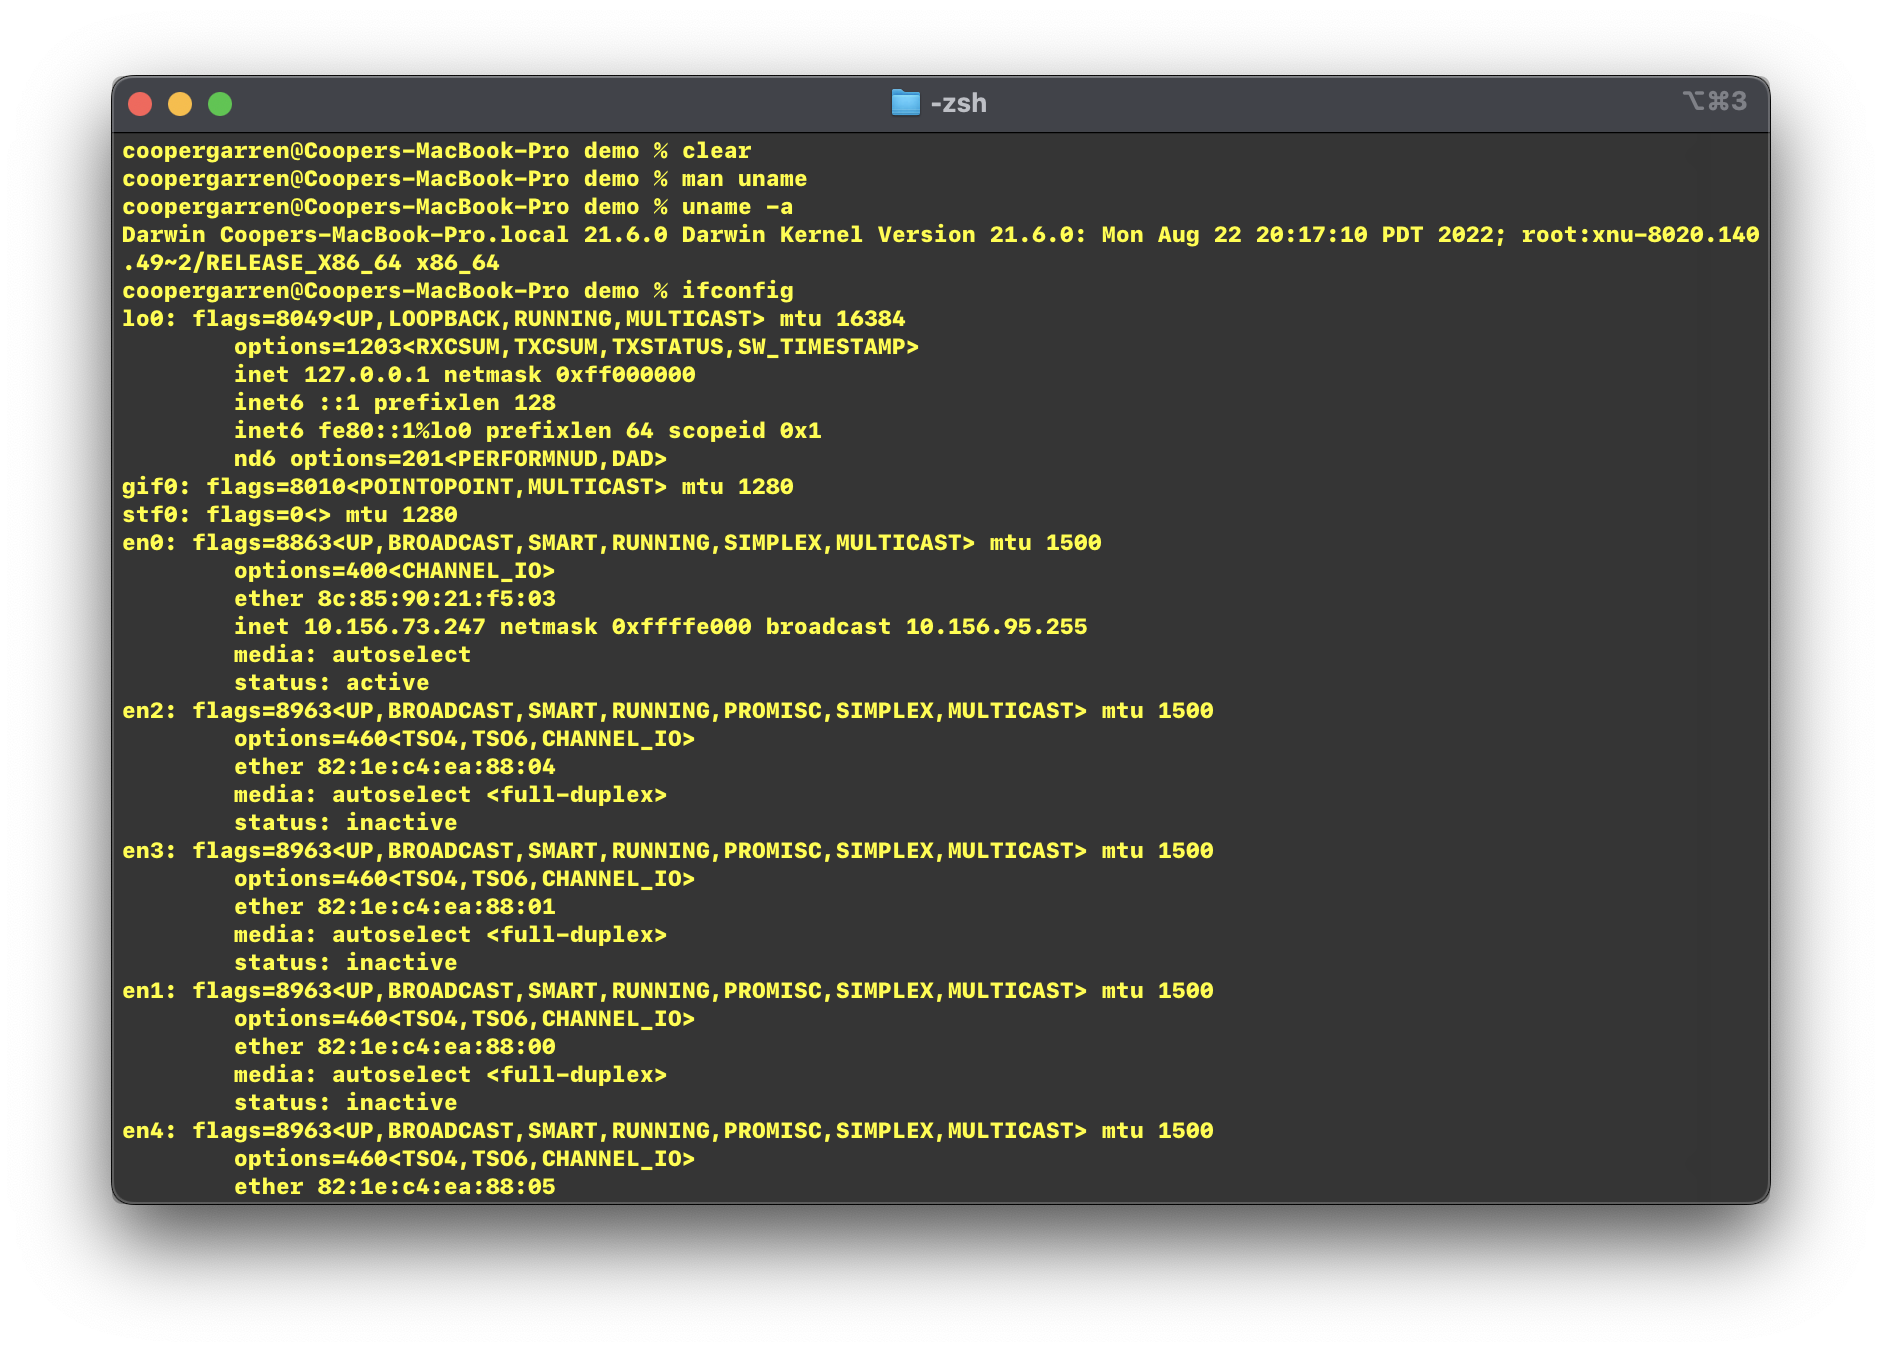 -zsh
⌥⌘3
coopergarren@Coopers-MacBook-Pro demo % clear
coopergarren@Coopers-MacBook-Pro demo % man uname
coopergarren@Coopers-MacBook-Pro demo % uname -a
Darwin Coopers-MacBook-Pro.local 21.6.0 Darwin Kernel Version 21.6.0: Mon Aug 22 20:17:10 PDT 2022; root:xnu-8020.140
.49~2/RELEASE_X86_64 x86_64
coopergarren@Coopers-MacBook-Pro demo % ifconfig
lo0: flags=8049<UP,LOOPBACK,RUNNING,MULTICAST> mtu 16384
        options=1203<RXCSUM,TXCSUM,TXSTATUS,SW_TIMESTAMP>
        inet 127.0.0.1 netmask 0xff000000
        inet6 ::1 prefixlen 128
        inet6 fe80::1%lo0 prefixlen 64 scopeid 0x1
        nd6 options=201<PERFORMNUD,DAD>
gif0: flags=8010<POINTOPOINT,MULTICAST> mtu 1280
stf0: flags=0<> mtu 1280
en0: flags=8863<UP,BROADCAST,SMART,RUNNING,SIMPLEX,MULTICAST> mtu 1500
        options=400<CHANNEL_IO>
        ether 8c:85:90:21:f5:03
        inet 10.156.73.247 netmask 0xffffe000 broadcast 10.156.95.255
        media: autoselect
        status: active
en2: flags=8963<UP,BROADCAST,SMART,RUNNING,PROMISC,SIMPLEX,MULTICAST> mtu 1500
        options=460<TSO4,TSO6,CHANNEL_IO>
        ether 82:1e:c4:ea:88:04
        media: autoselect <full-duplex>
        status: inactive
en3: flags=8963<UP,BROADCAST,SMART,RUNNING,PROMISC,SIMPLEX,MULTICAST> mtu 1500
        options=460<TSO4,TSO6,CHANNEL_IO>
        ether 82:1e:c4:ea:88:01
        media: autoselect <full-duplex>
        status: inactive
en1: flags=8963<UP,BROADCAST,SMART,RUNNING,PROMISC,SIMPLEX,MULTICAST> mtu 1500
        options=460<TSO4,TSO6,CHANNEL_IO>
        ether 82:1e:c4:ea:88:00
        media: autoselect <full-duplex>
        status: inactive
en4: flags=8963<UP,BROADCAST,SMART,RUNNING,PROMISC,SIMPLEX,MULTICAST> mtu 1500
        options=460<TSO4,TSO6,CHANNEL_IO>
        ether 82:1e:c4:ea:88:05